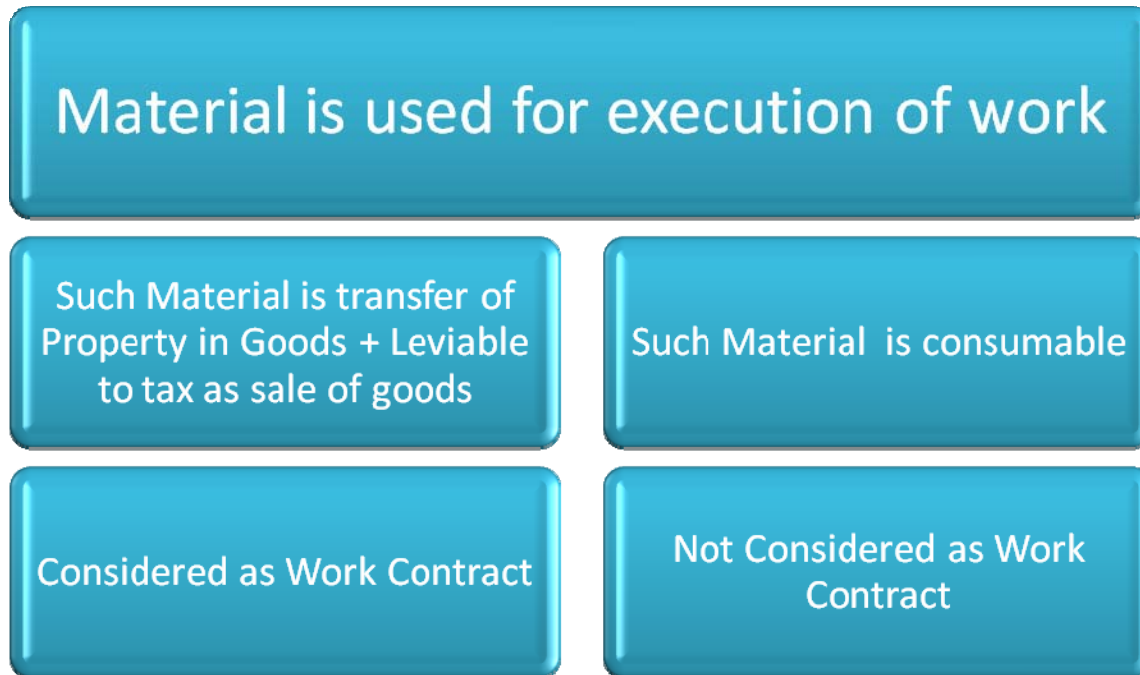 Material is used for execution of work
Such Material is transfer of
Property in Goods + Leviable
to tax as sale of goods
Such Material is consumable
Considered as Work Contract
Not Considered as Work
Contract